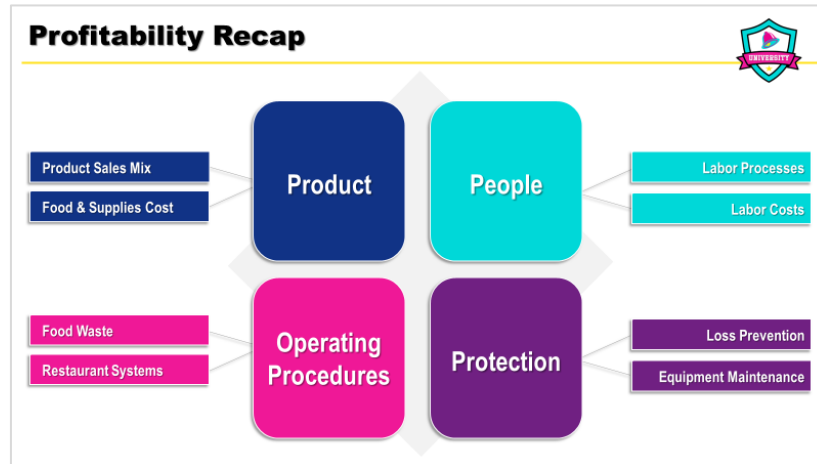 Profitability Recap
UNIVERSITY
Product Sales Mix
Food & Supplies Cost
Product
People
Labor Processes
Labor Costs
Food Waste
Restaurant Systems
Operating
Procedures
Protection
Loss Prevention
Equipment Maintenance